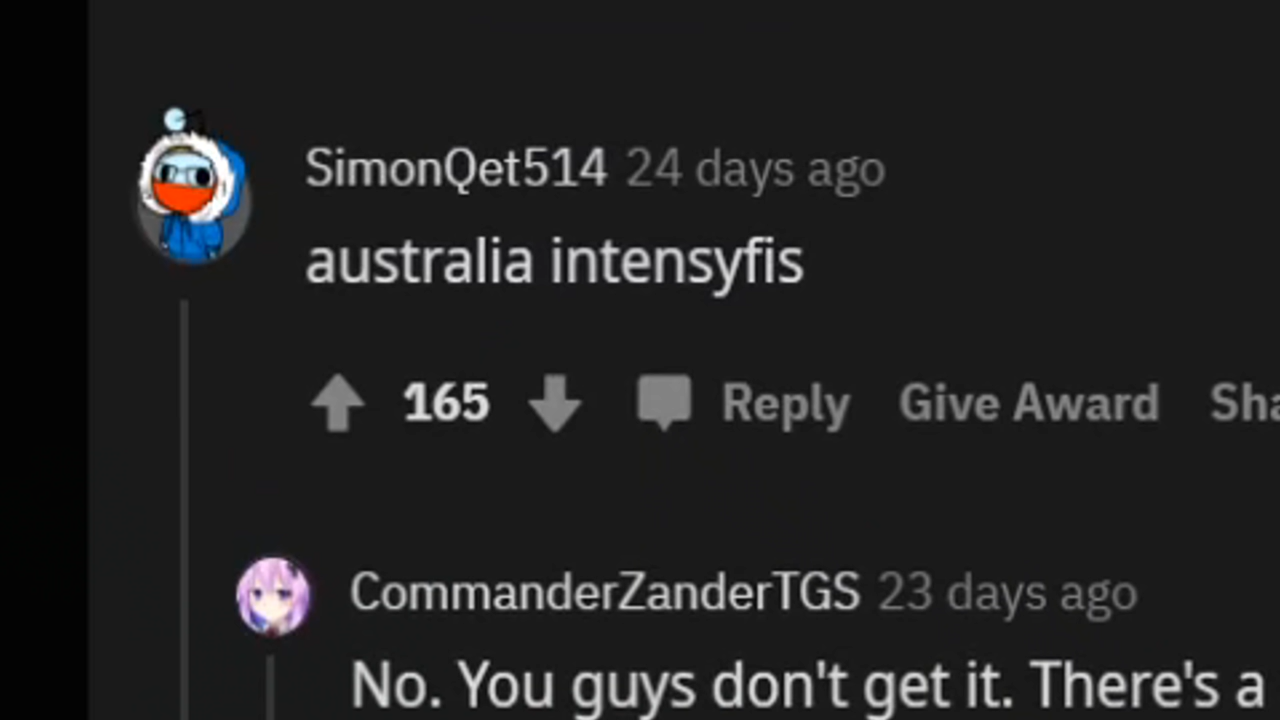 SimonQet514 24 days ago
australia intensyfis
165 Reply Give Award Sha
CommanderZanderTGS 23 days ago
No. You guys don't get it. There's a